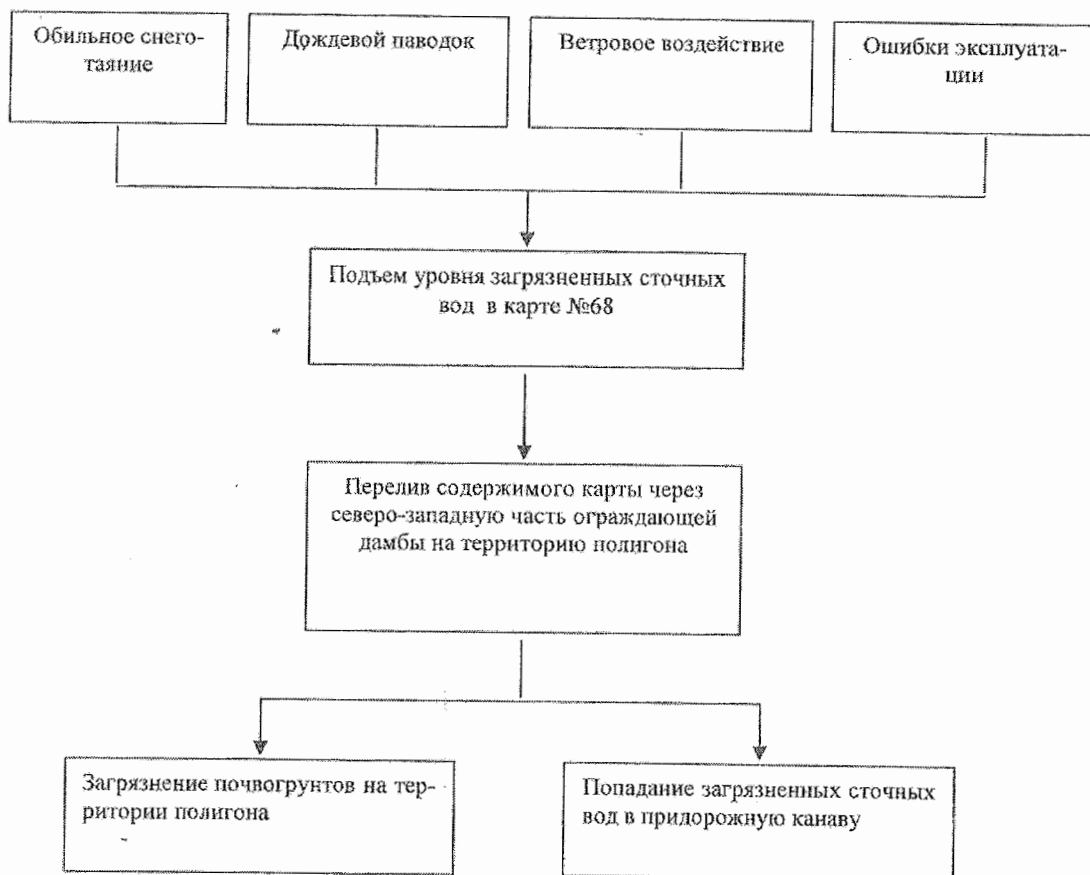 Обильное снего-
таяние
Дождевой паводок
Ветровое воздействие
Ошибки эксплуата-
ции
Подъем уровня загрязненных сточных
вод в карте №68
Перелив содержимого карты через
северо-западную часть ограждающей
дамбы на территорию полигона
Загрязнение почвогрунтов на тер-
ритории полигона
Попадание загрязненных сточных
вод в придорожную канаву